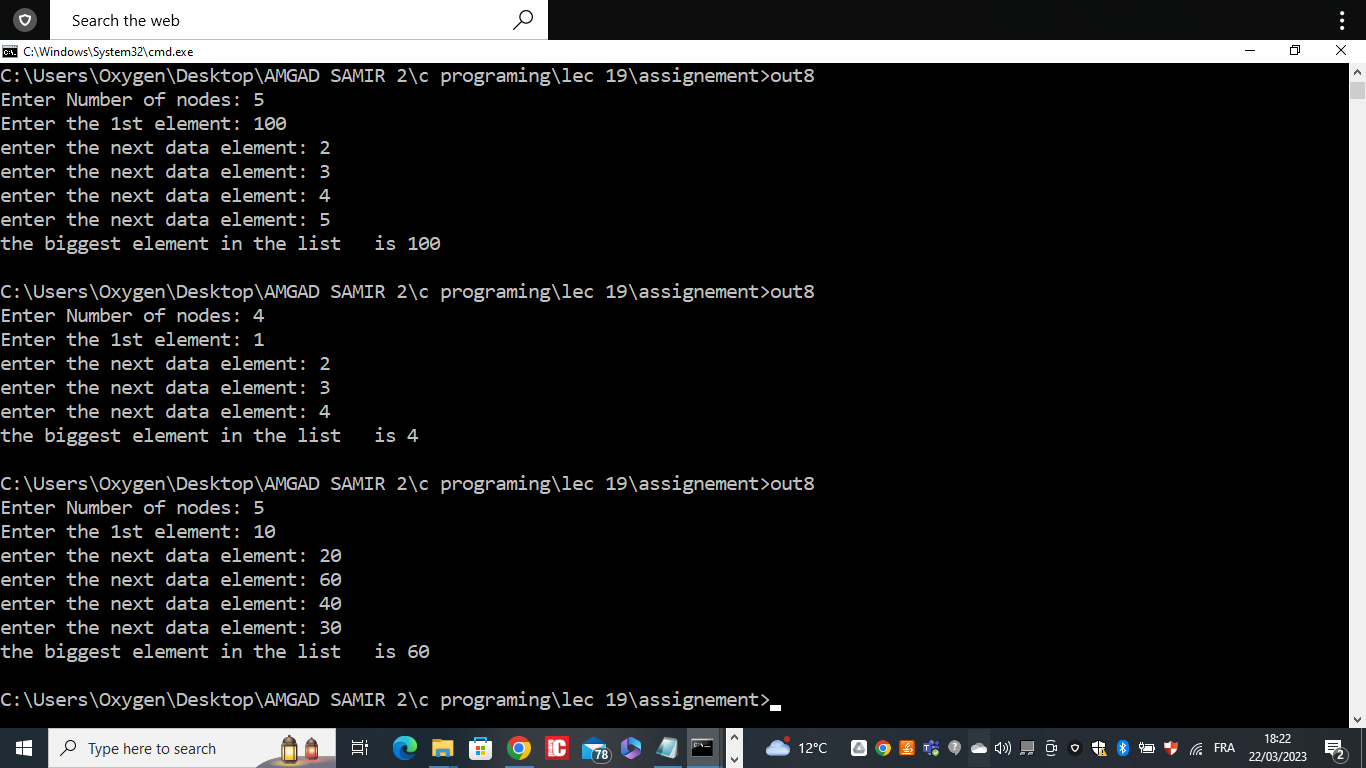 Search the web
C:\Windows\System32\cmd.exe
C:\Users\Oxygen\Desktop\AMGAD SAMIR 2\c programing\lec 19\assignement>out8
Enter Number of nodes: 5
Enter the 1st element: 100
enter the next data element: 2
enter the next data element: 3
enter the next data element: 4
enter the next data element: 5
the biggest element in the list   is 100
C:\Users\Oxygen\Desktop\AMGAD SAMIR 2\c programing\lec 19\assignement>out8
Enter Number of nodes: 4
Enter the 1st element: 1
enter the next data element: 2
enter the next data element: 3
enter the next data element: 4
the biggest element in the list   is 4
C:\Users\Oxygen\Desktop\AMGAD SAMIR 2\c programing\lec 19\assignement>out8
Enter Number of nodes: 5
Enter the 1st element: 10
enter the next data element: 20
enter the next data element: 60
enter the next data element: 40
enter the next data element: 30
the biggest element in the list   is 60
C:\Users\Oxygen\Desktop\AMGAD SAMIR 2\c programing\lec 19\assignement>
Type here to search
78
12°C
FRA
18:22
22/03/2023
2